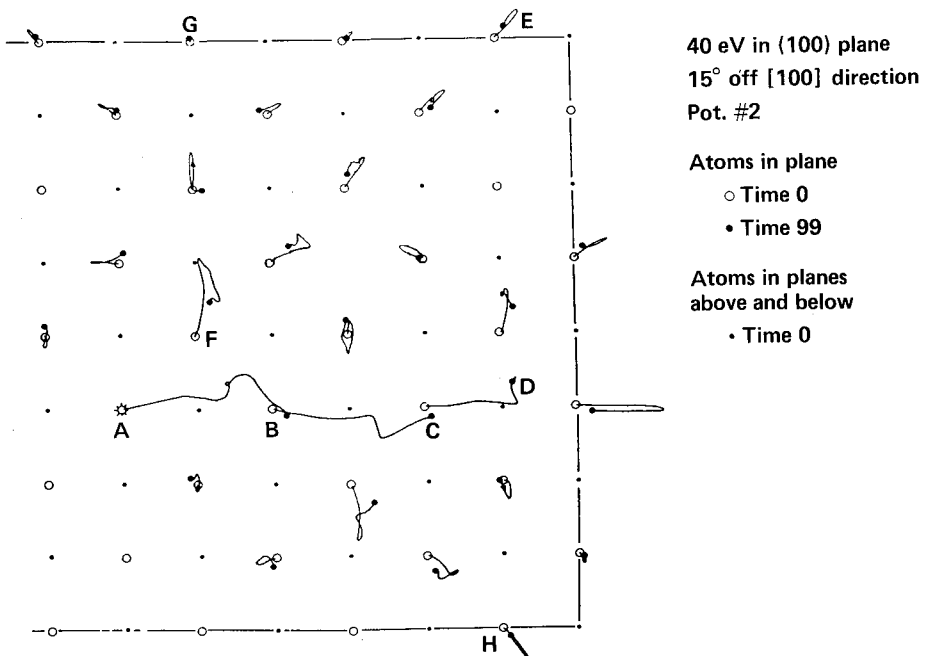 G
E
40 eV in (100) plane
15° off [100] direction
Pot. #2
Atoms in plane
Time 0
Time 99
Atoms in planes
above and below
Time 0
F
D
A
B
C
H